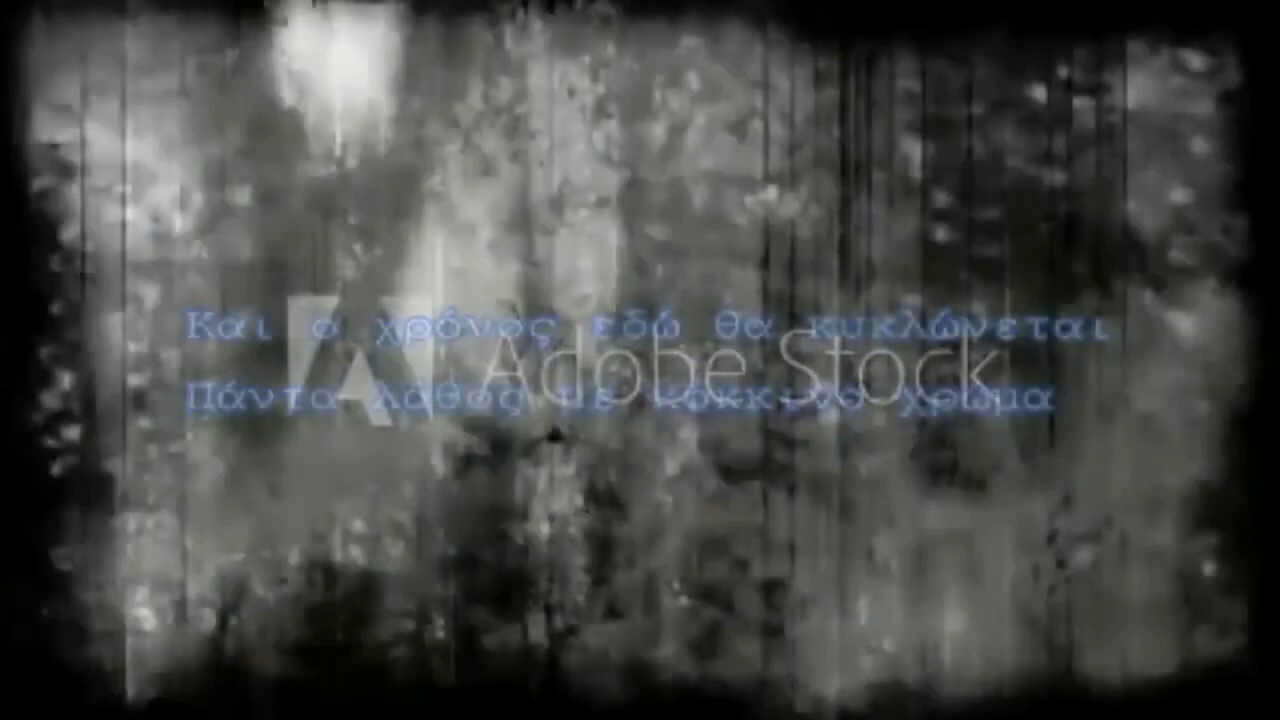 Και ο χρόνος εδώ θα κυκλώνεται
Adobe Stock
Πάντα λάθος με κόκκινο χρώμα